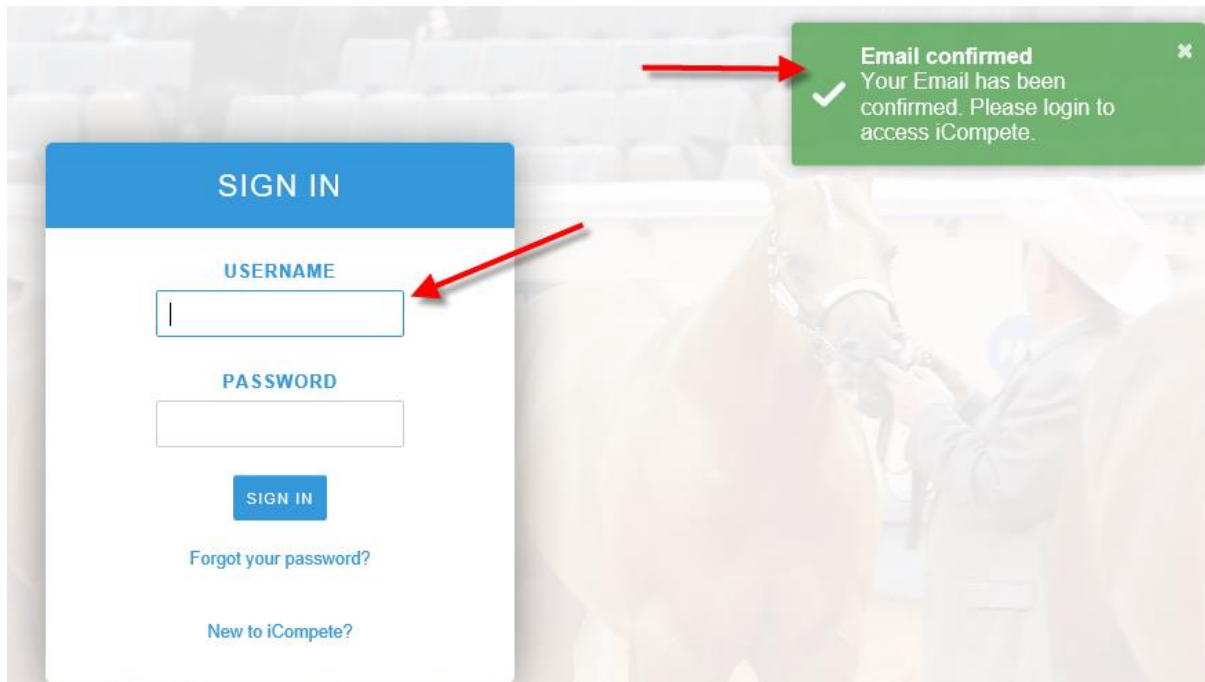 Email confirmed
Your Email has been
confirmed. Please login to
access iCompete.
SIGN IN
USERNAME
PASSWORD
SIGN IN
Forgot your password?
New to iCompete?